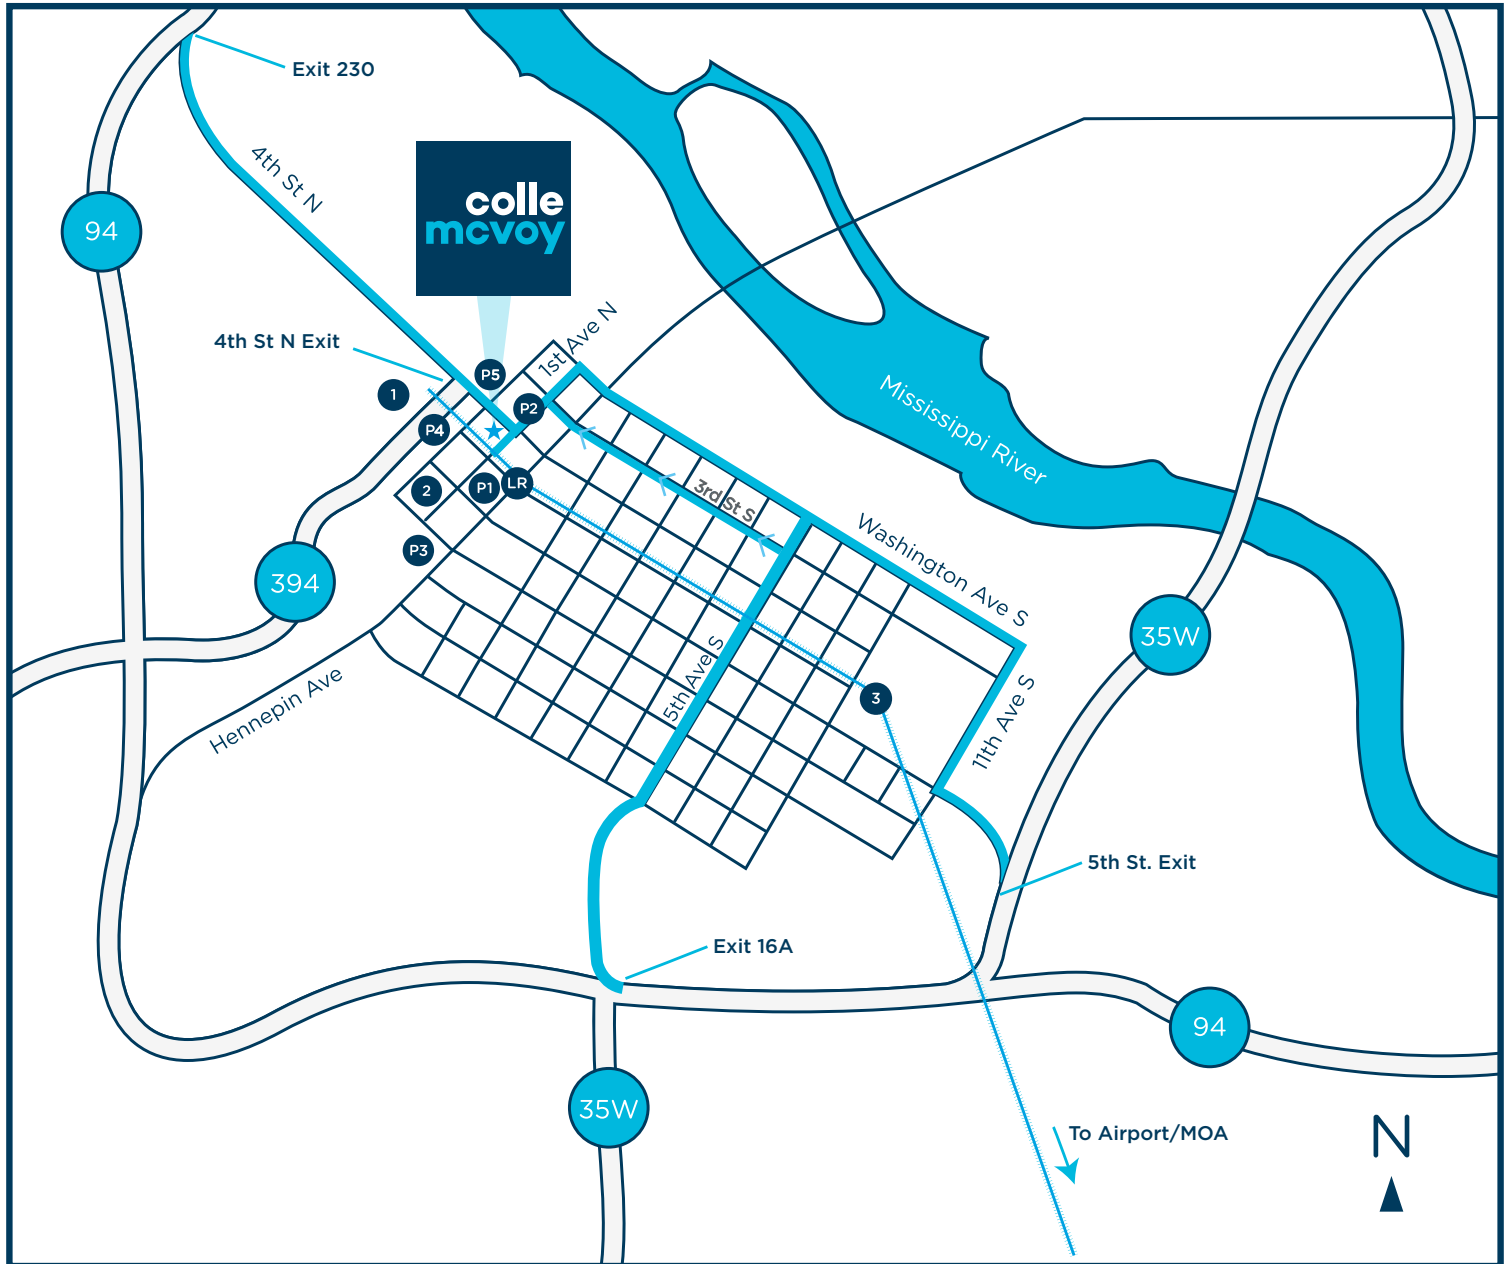 Exit 230
4th St N
94
colle
mcvoy
4th St N Exit
1st Ave N
P5
1
P2
P4
Mississippi River
2
P1
LR
3rd St S
Washington Ave S
P3
394
35W
5th Ave S
Hennepin Ave
3
11th Ave S
5th St. Exit
Exit 16A
94
35W
To Airport/MOA
N